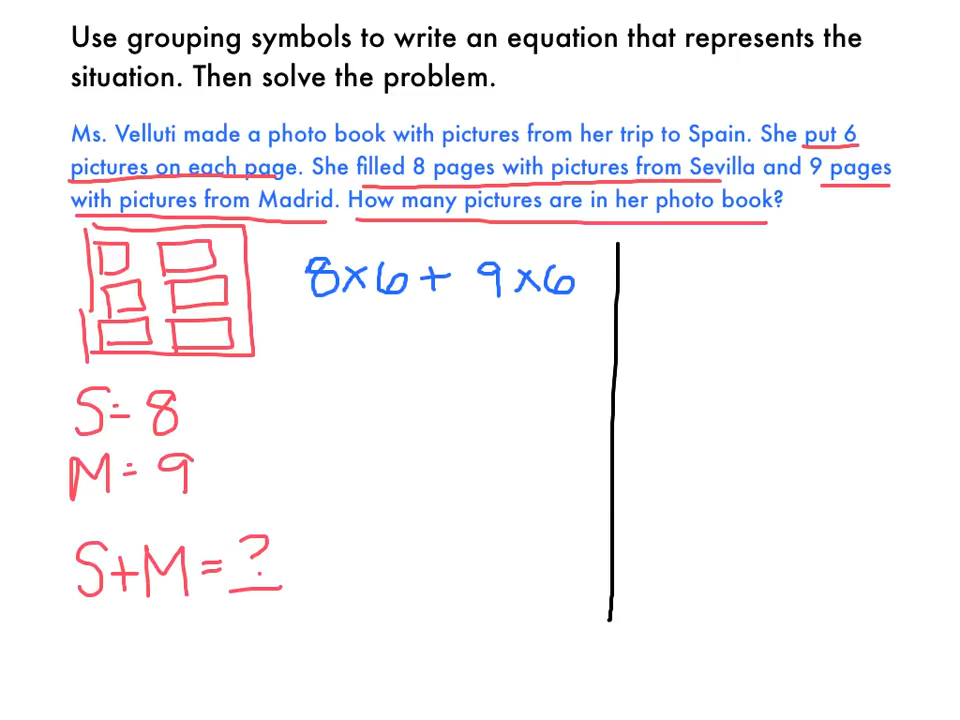 Use grouping symbols to write an equation that represents the
situation. Then solve the problem.
Ms. Velluti made a photo book with pictures from her trip to Spain. She put 6
pictures on each page. She filled 8 pages with pictures from Sevilla and 9 pages
with pictures from Madrid. How many pictures are in her photo book?
8×6+ 9×6
S=8
M=9
S+M=?